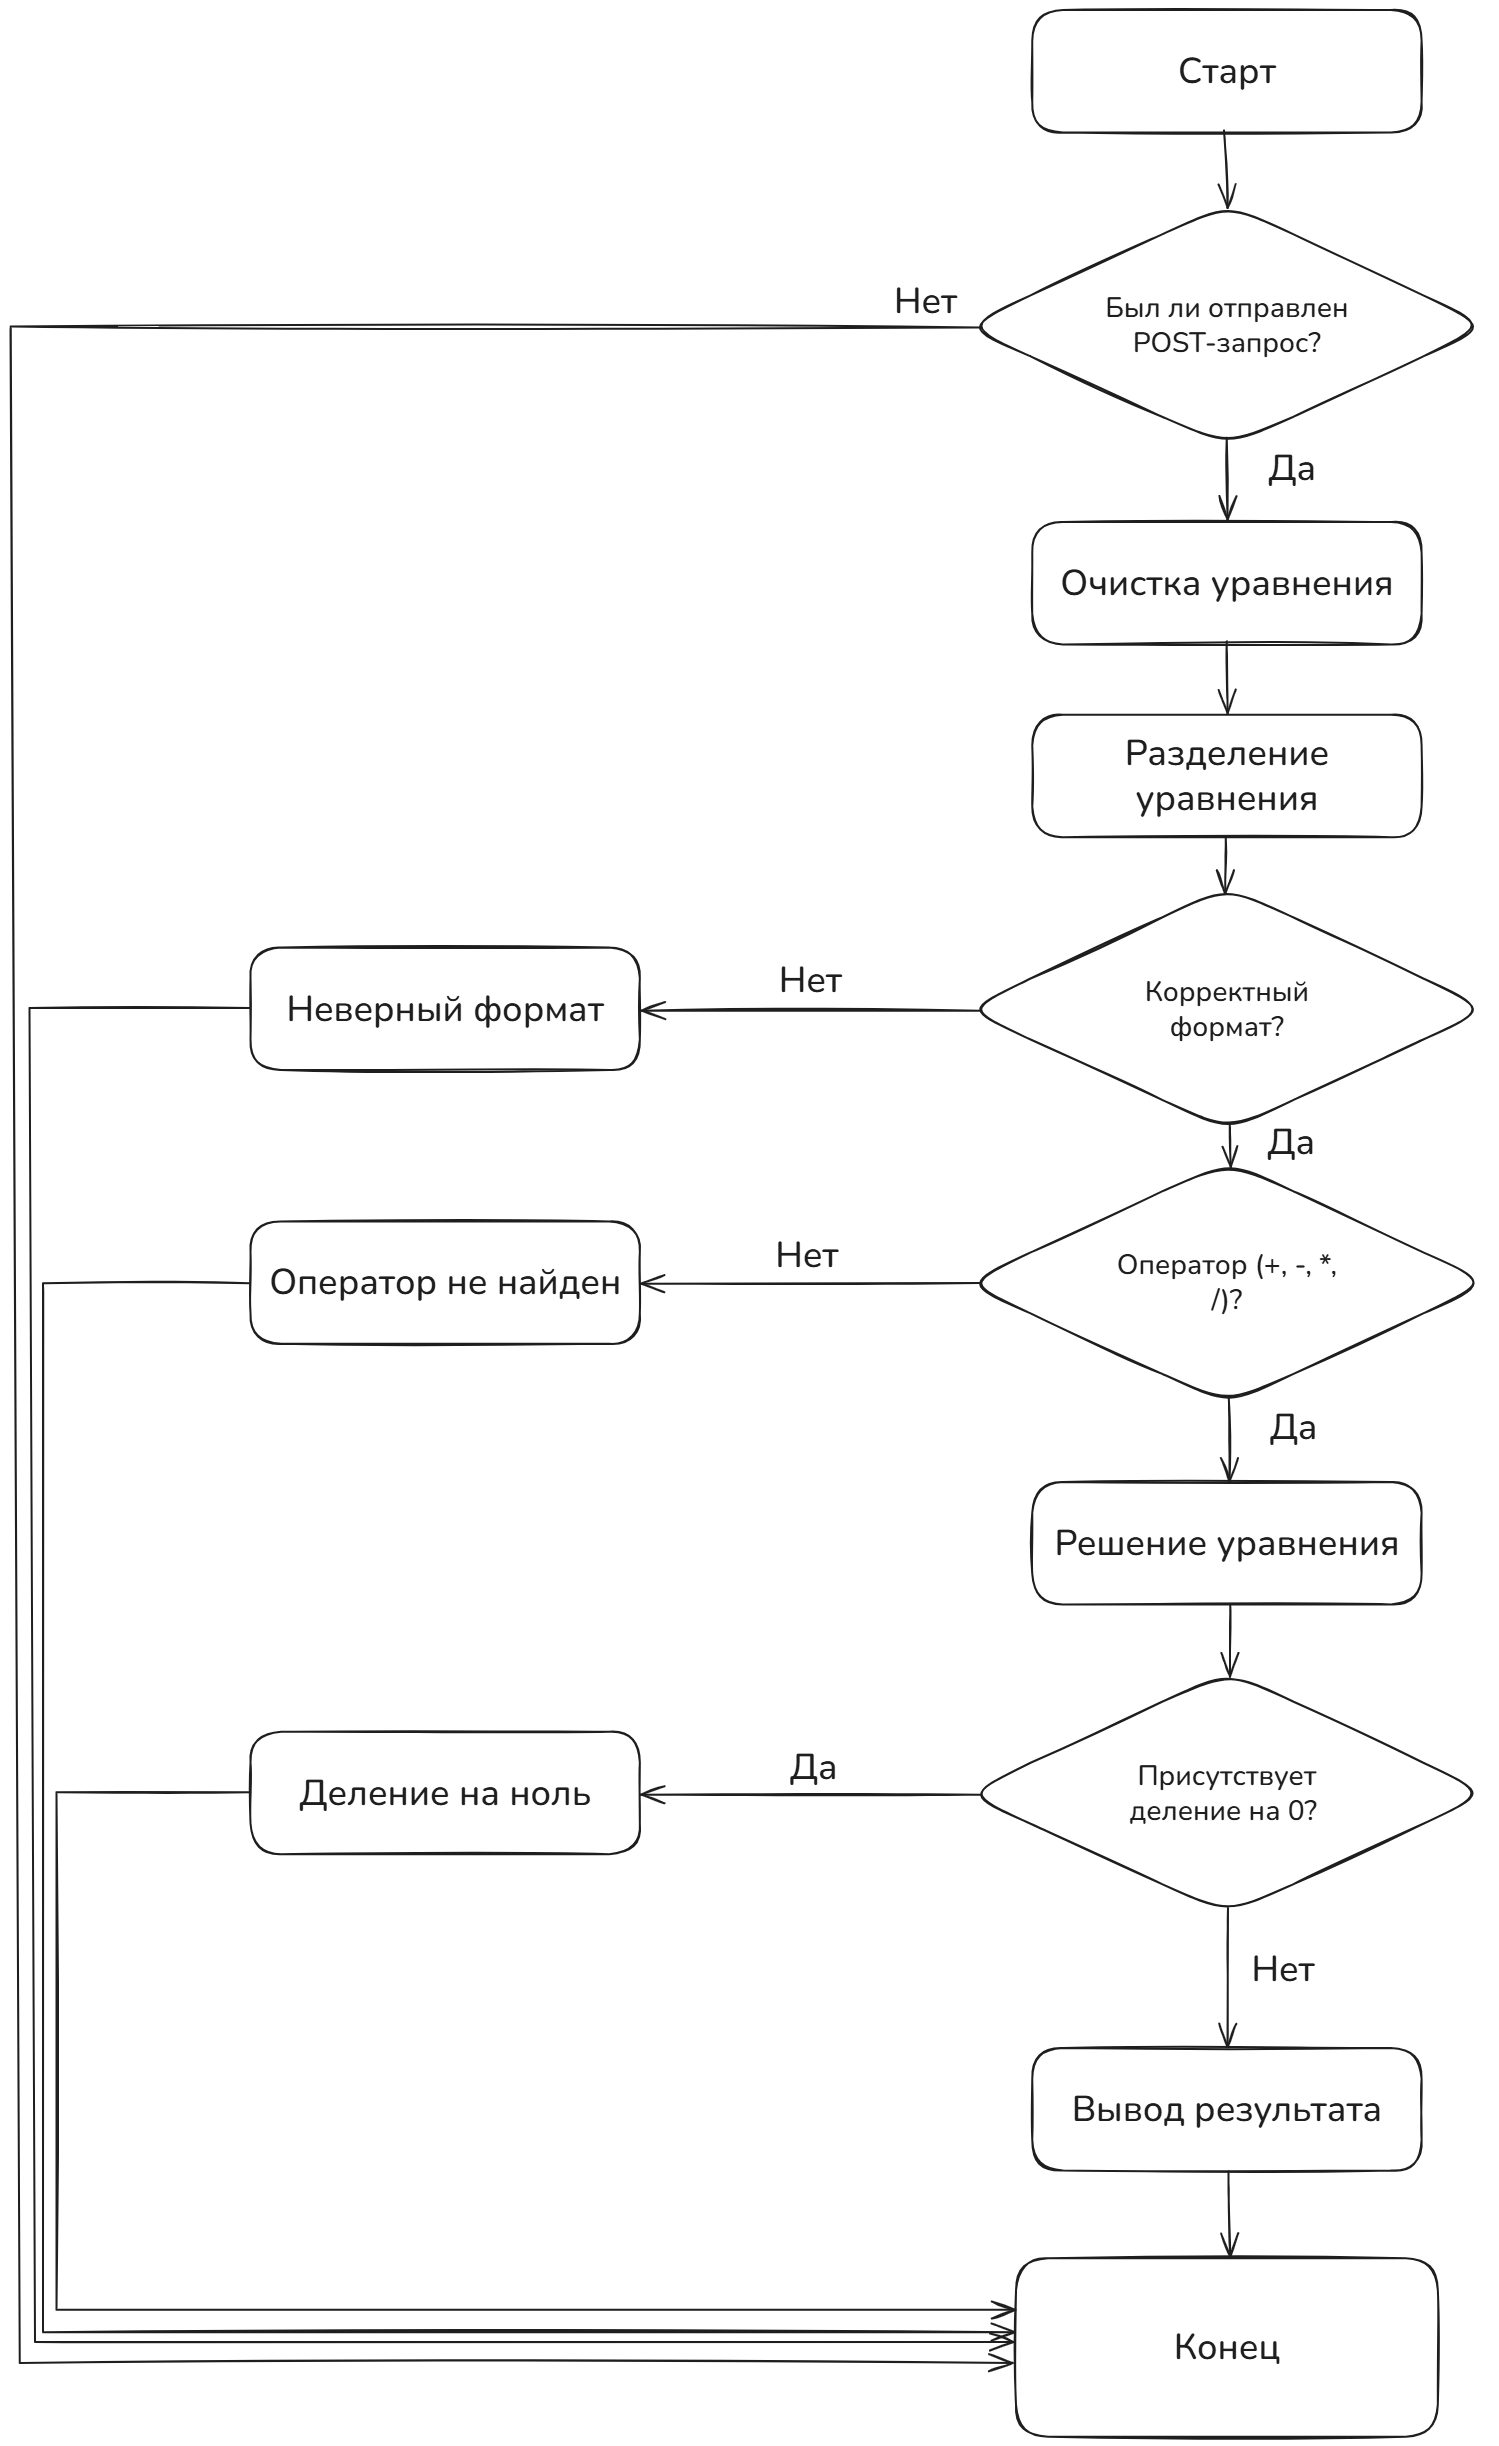 Старт
Нет
Был ли отправлен
POST-запрос?
Да
Очистка уравнения
Разделение
уравнения
Неверный формат
Нет
Корректный
формат?
Да
Оператор не найден
Нет
Оператор (+, -, *,
/)?
Да
Решение уравнения
Деление на ноль
Да
Присутствует
деление на 0?
Нет
Вывод результата
Конец